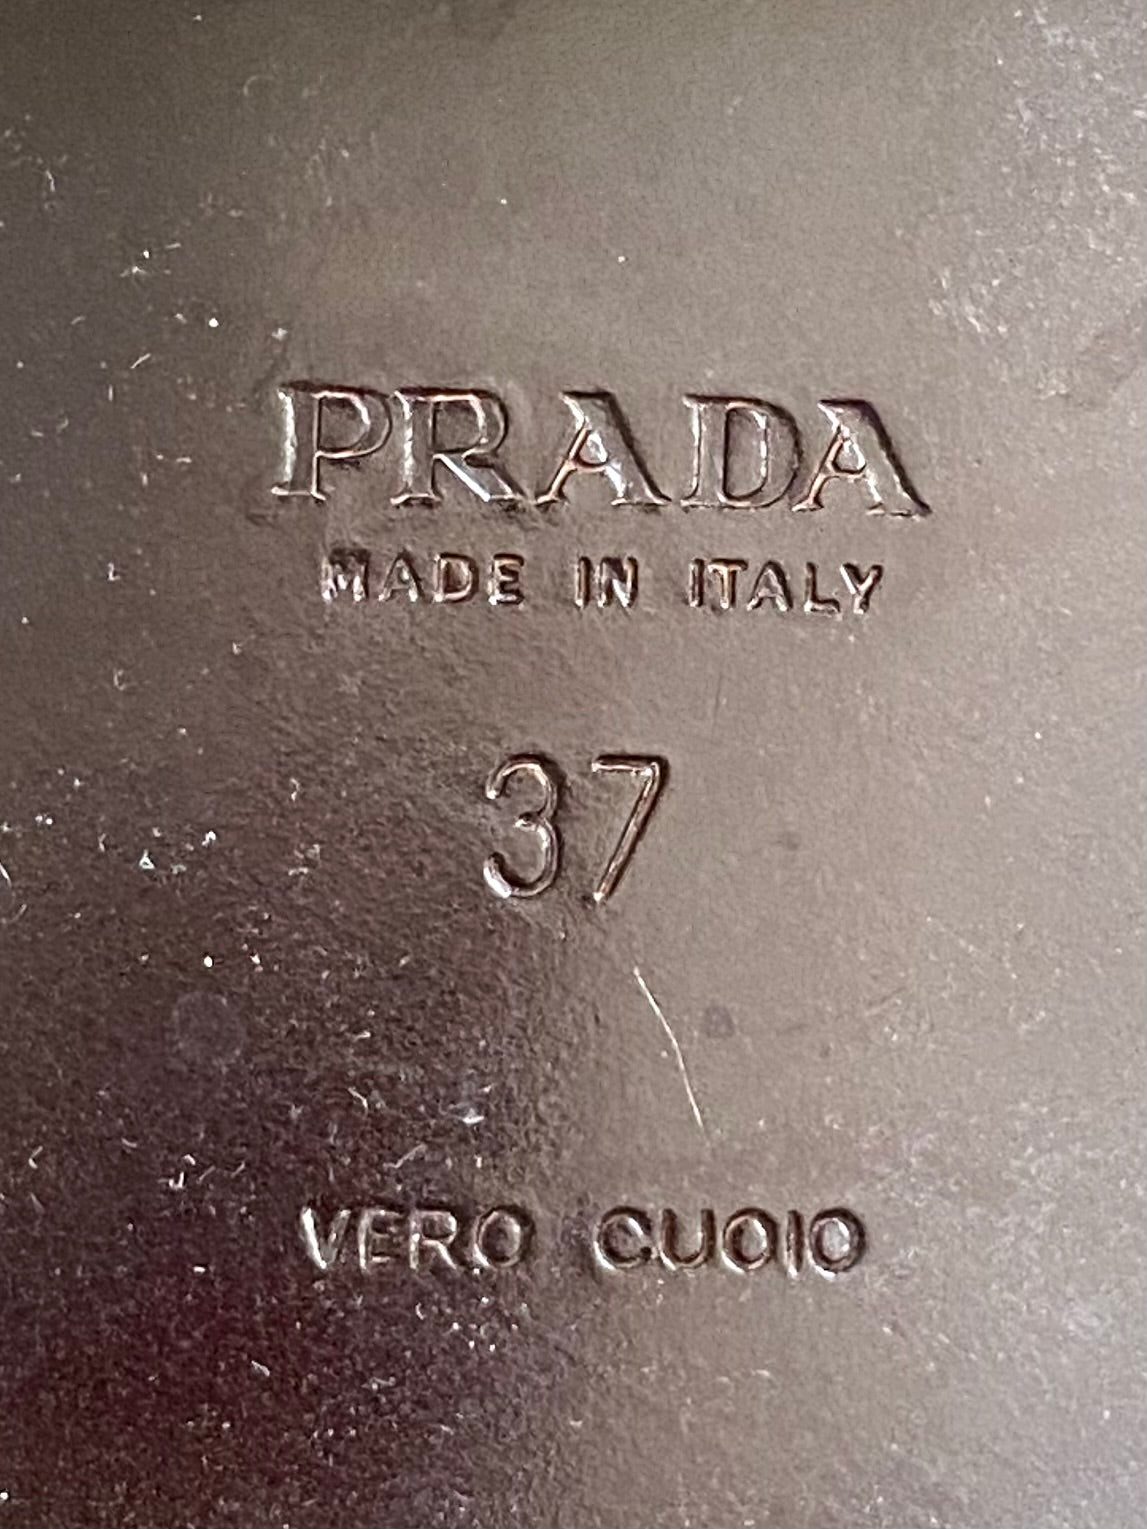 PRADA
MADE IN ITALY
37
VERO CUOIO